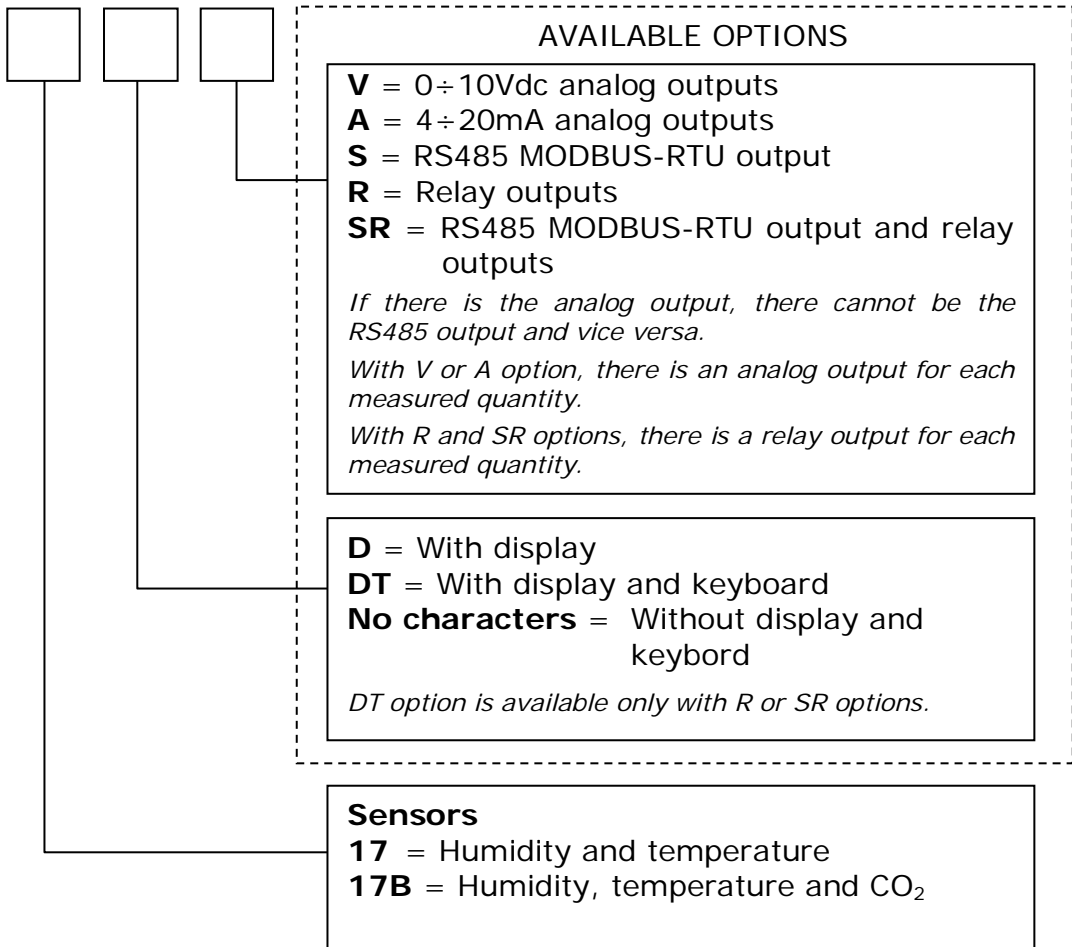 AVAILABLE OPTIONS
V = 0÷10Vdc analog outputs
A = 4÷20mA analog outputs
S = RS485 MODBUS-RTU output
R = Relay outputs
SR = RS485 MODBUS-RTU output and relay
outputs
If there is the analog output, there cannot be the
RS485 output and vice versa.
With V or A option, there is an analog output for each
measured quantity.
With R and SR options, there is a relay output for each
measured quantity.
D = With display
DT = With display and keyboard
No characters = Without display and
keybord
DT option is available only with R or SR options.
Sensors
17 = Humidity and temperature
17B = Humidity, temperature and CO₂